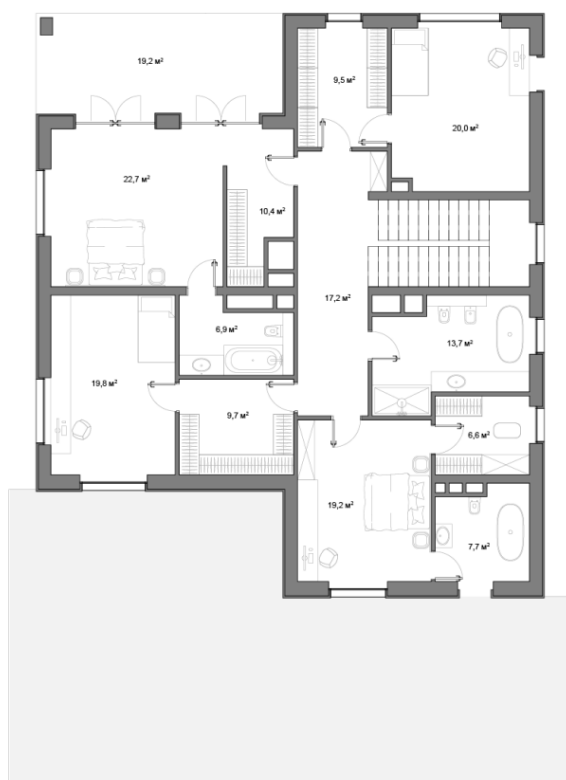 19,2 м²
9,5 м²
20,0 м²
22,7 м²
10,4 м²
17,2 м²
6,9 м²
13,7 м²
19,8 м²
9,7 м²
6,6 м²
19,2 м²
7,7 м²